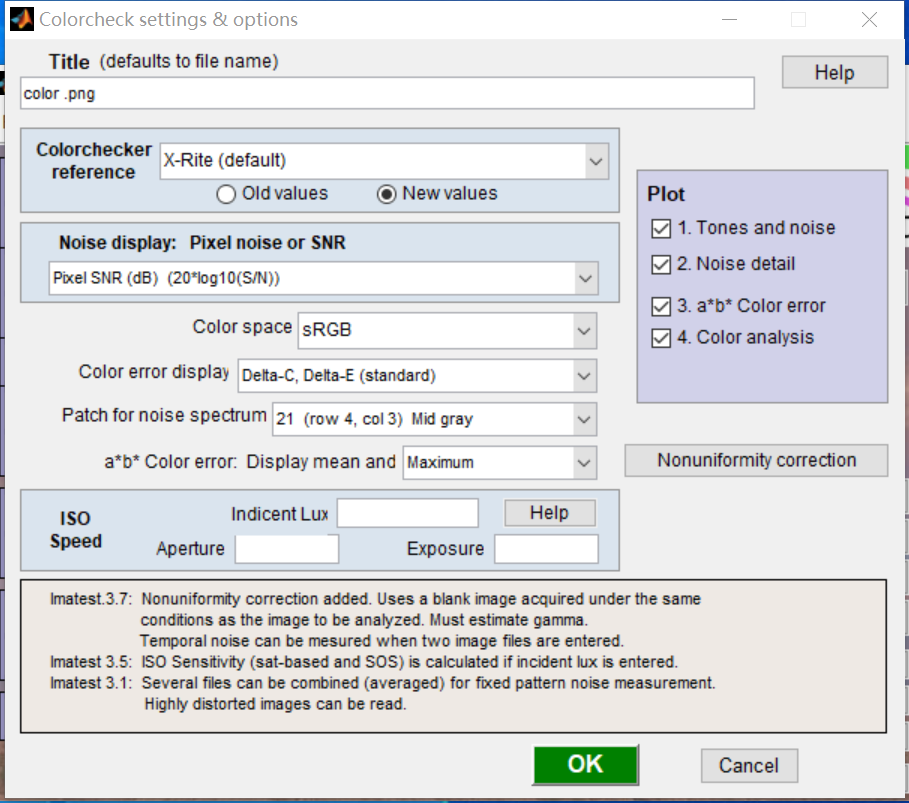 Colorcheck settings & options
Title (defaults to file name)
Help
color .png
Colorchecker
reference
X-Rite (default)
Old values
New values
Plot
1. Tones and noise
2. Noise detail
3. a*b* Color error
4. Color analysis
Noise display: Pixel noise or SNR
Pixel SNR (dB) (20*log10(S/N))
Color space
sRGB
Color error display
Delta-C, Delta-E (standard)
Patch for noise spectrum
21 (row 4, col 3) Mid gray
a*b* Color error: Display mean and
Maximum
Nonuniformity correction
ISO
Speed
Indicent Lux
Help
Aperture
Exposure
Imatest.3.7: Nonuniformity correction added. Uses a blank image acquired under the same
conditions as the image to be analyzed. Must estimate gamma.
Temporal noise can be mesured when two image files are entered.
Imatest 3.5: ISO Sensitivity (sat-based and SOS) is calculated if incident lux is entered.
Imatest 3.1: Several files can be combined (averaged) for fixed pattern noise measurement.
Highly distorted images can be read.
OK
Cancel